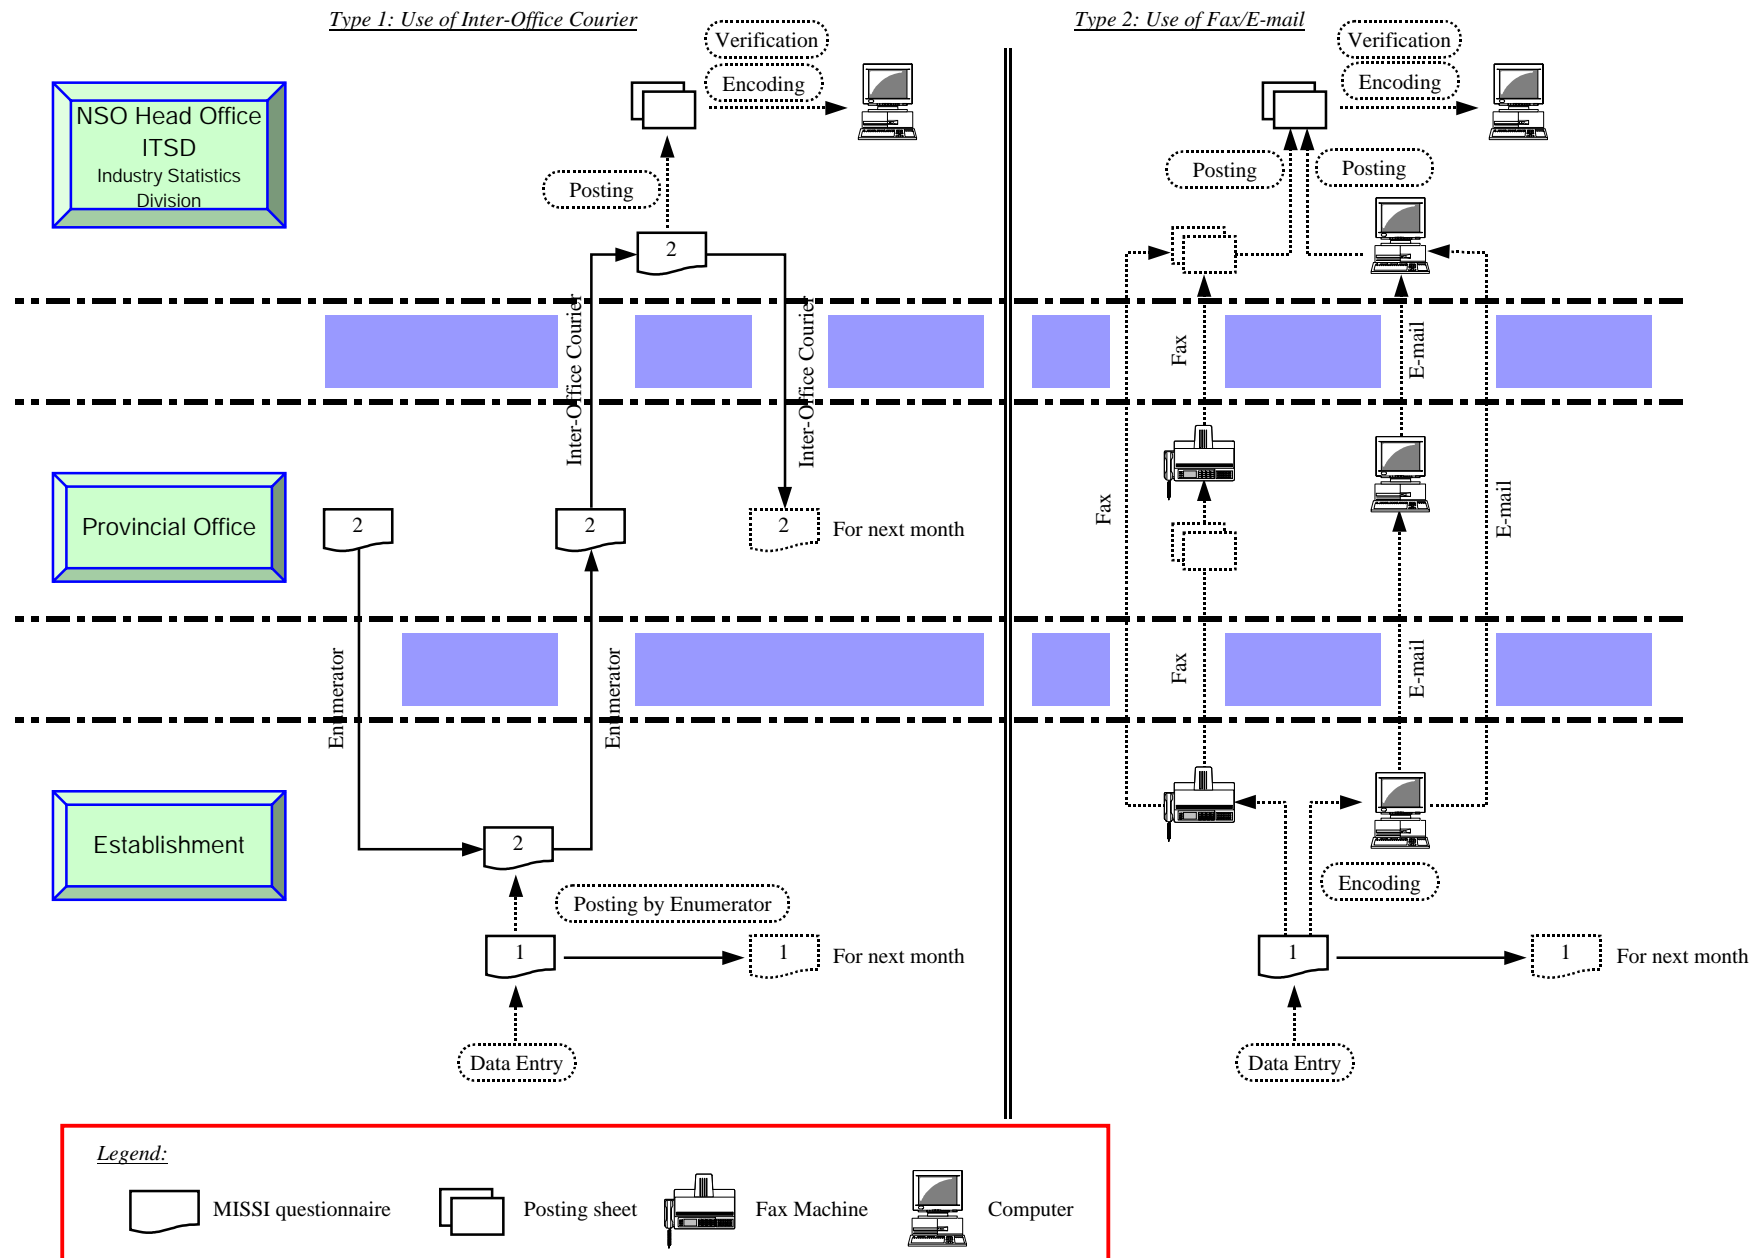 Type 1: Use of Inter-Office Courier
Type 2: Use of Fax/E-mail
Verification
Encoding
Verification
Encoding
NSO Head Office
ITSD
Industry Statistics
Division
Posting
Posting
Posting
2
Inter-Office Courier
Inter-Office Courier
Fax
E-mail
Provincial Office
2
2
2
For next month
Fax
E-mail
Enumerator
Enumerator
Fax
E-mail
Establishment
2
Posting by Enumerator
Encoding
1
1
For next month
1
1
For next month
Data Entry
Data Entry
Legend:
MISSI questionnaire
Posting sheet
Fax Machine
Computer